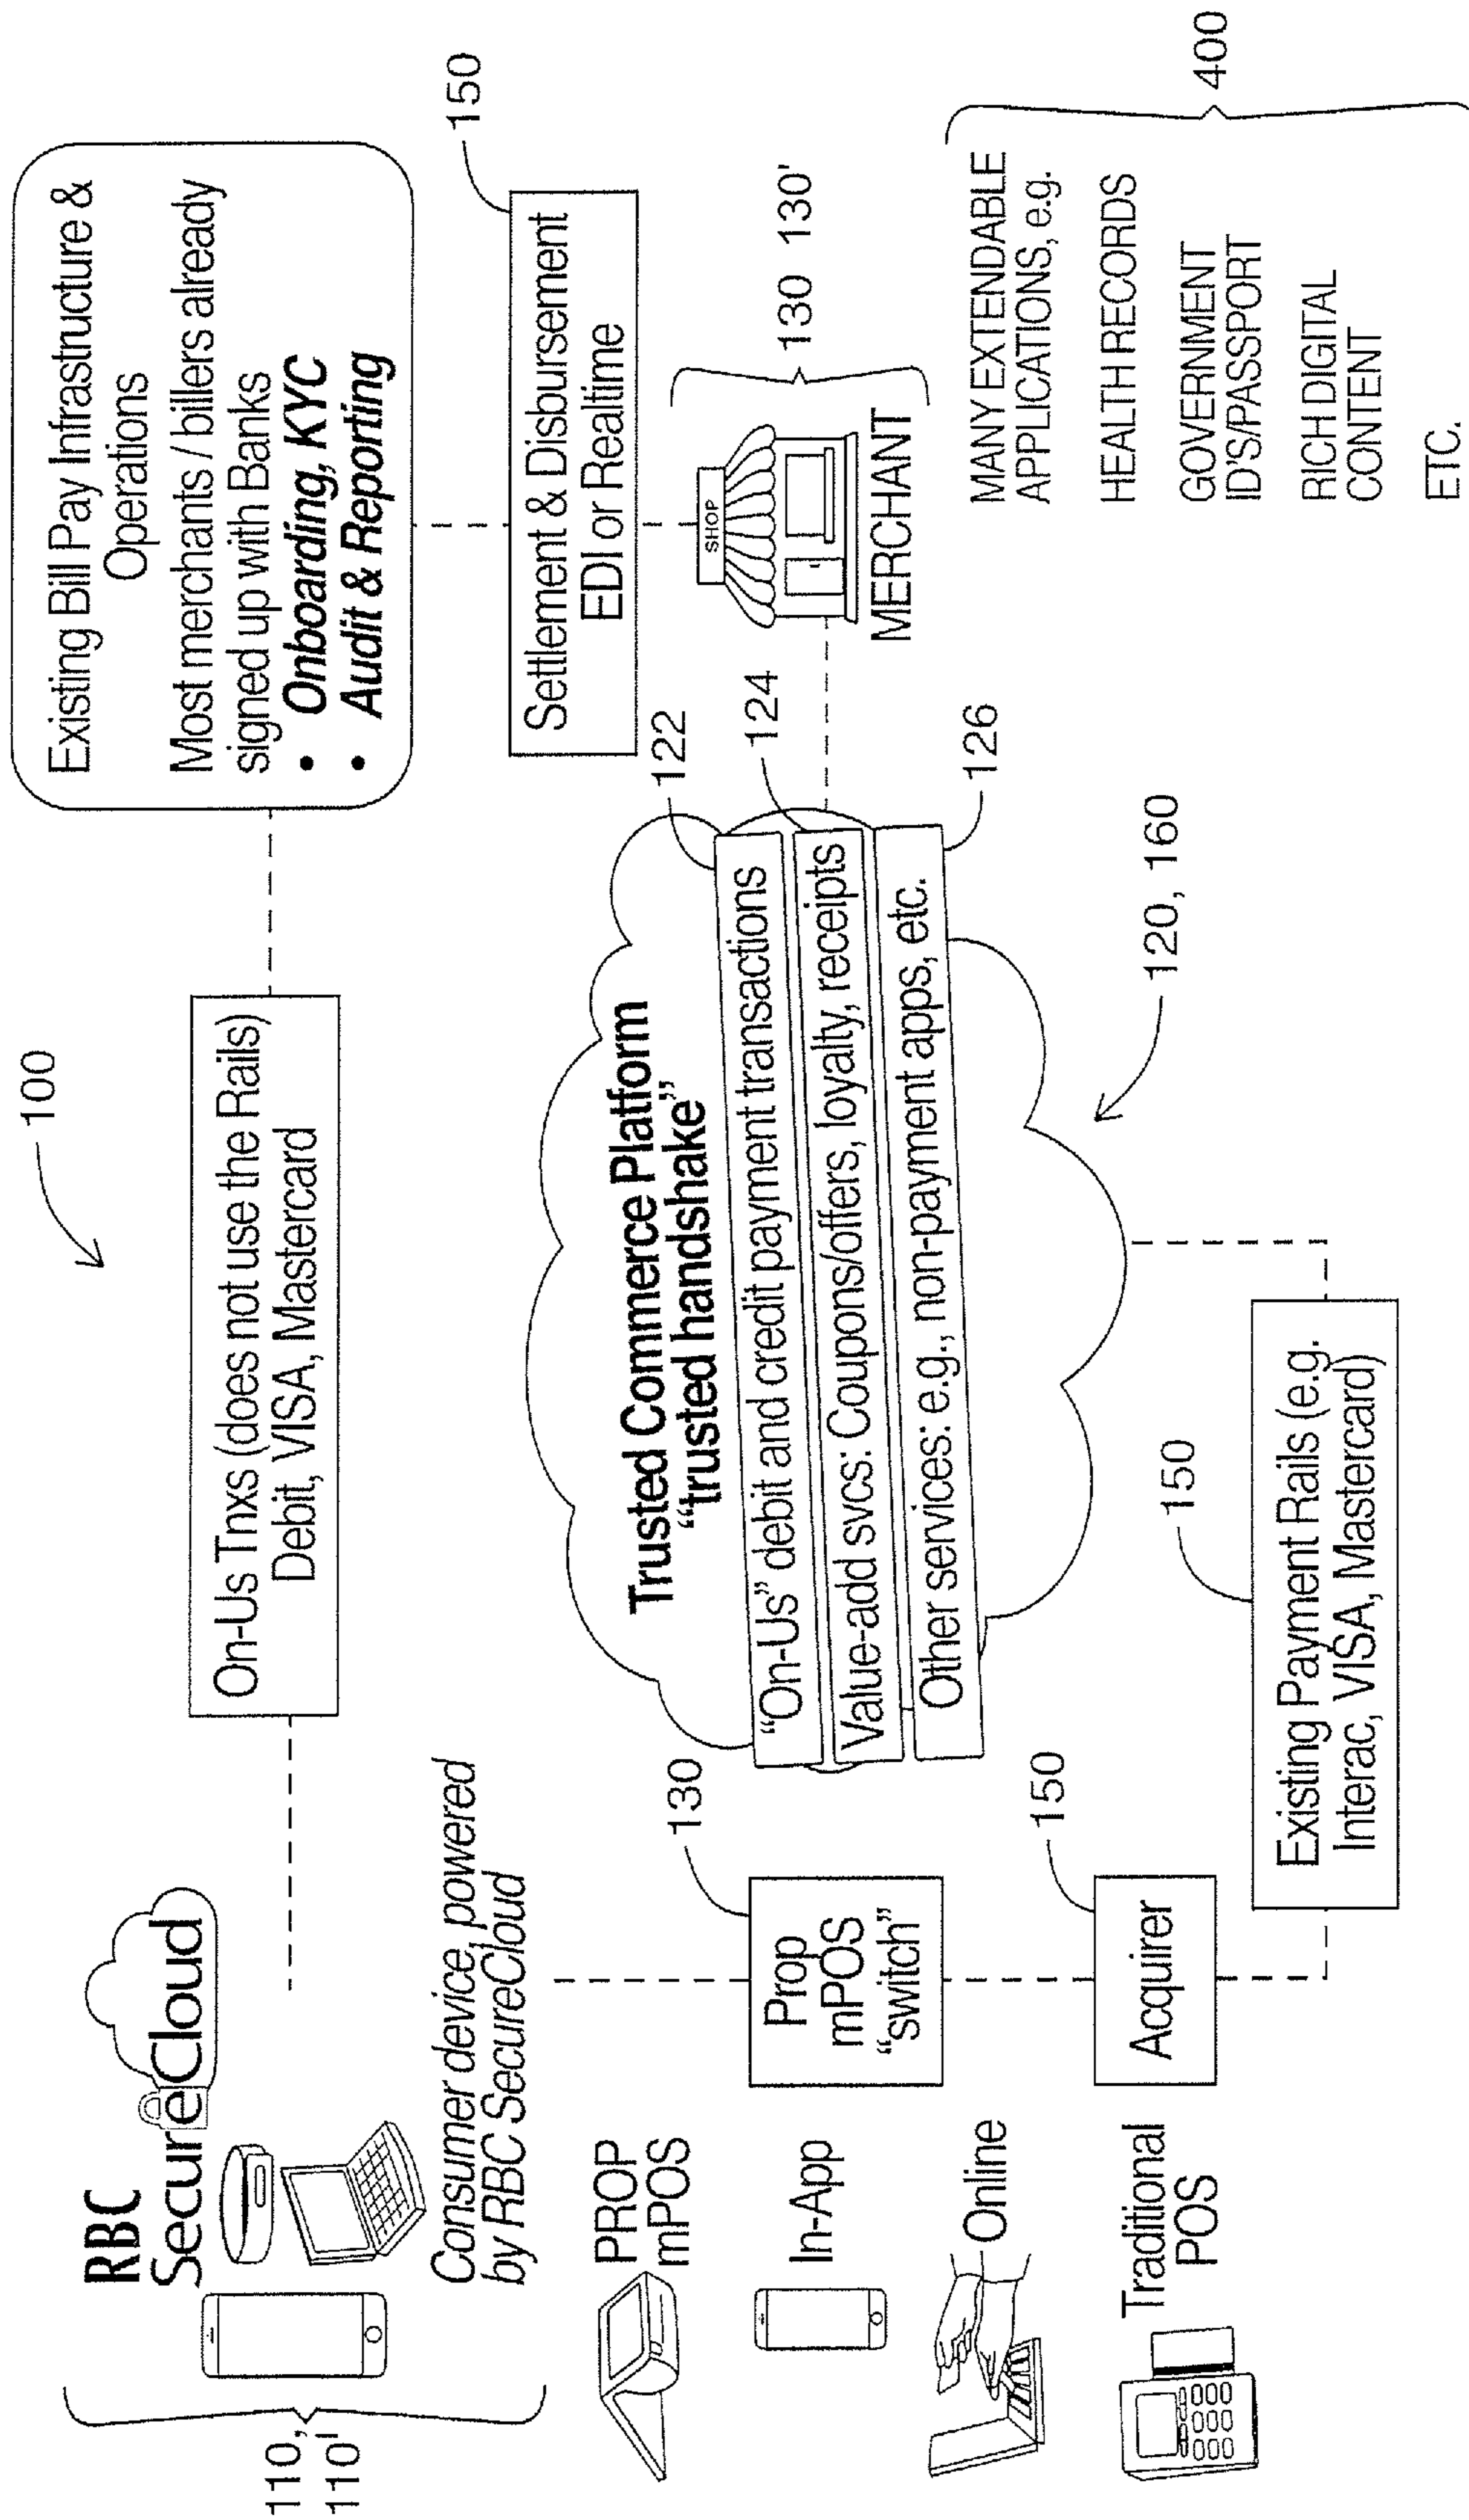 100
RBC
SecureCloud
110,
110'
Consumer device, powered
by RBC SecureCloud
On-Us Tnxs (does not use the Rails)
Debit, VISA, Mastercard
Existing Bill Pay Infrastructure &
Operations
Most merchants / billers already
signed up with Banks
• Onboarding, KYC
• Audit & Reporting
150
Settlement & Disbursement
EDI or Realtime
PROP
mPOS
In-App
Online
Traditional
POS
130
Prop
mPOS
“switch”
150
Acquirer
Trusted Commerce Platform
“trusted handshake”
122
“On-Us” debit and credit payment transactions
124
Value-add svcs: Coupons/offers, loyalty, receipts
126
Other services: e.g., non-payment apps, etc.
120, 160
150
Existing Payment Rails (e.g.
Interac, VISA, Mastercard)
SHOP
MERCHANT
130 130'
MANY EXTENDABLE
APPLICATIONS, e.g.
HEALTH RECORDS
GOVERNMENT
ID'S/PASSPORT
RICH DIGITAL
CONTENT
ETC.
400